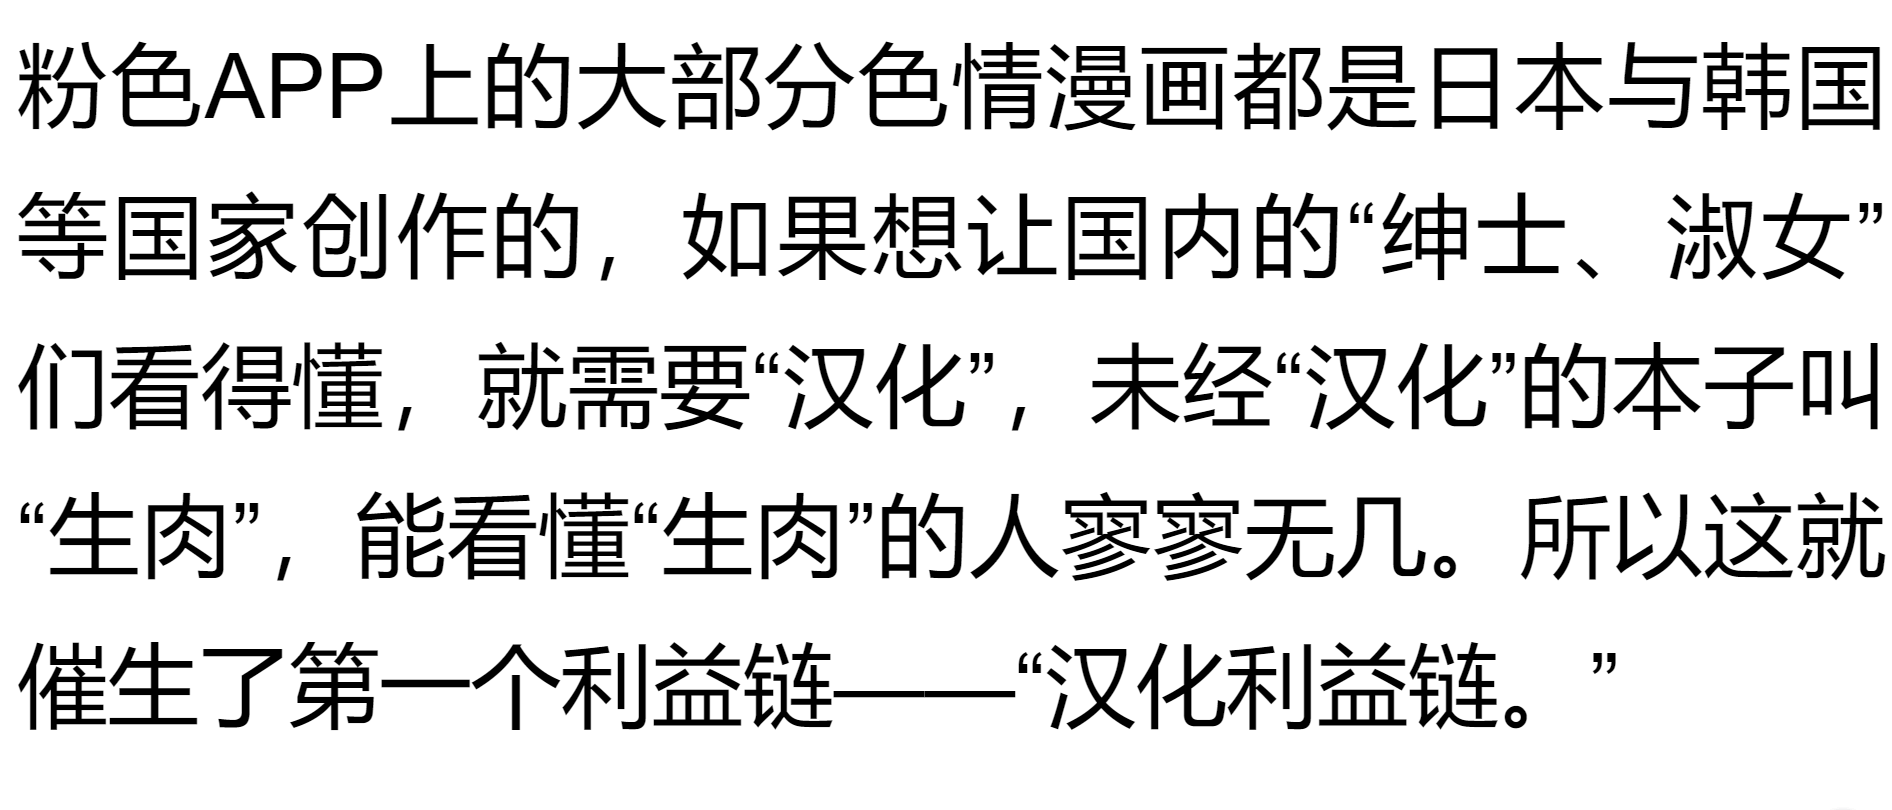 粉色APP上的大部分色情漫画都是日本与韩国
等国家创作的，如果想让国内的“绅士、淑女”
们看得懂，就需要“汉化”，未经“汉化”的本子叫
“生肉”，能看懂“生肉”的人寥寥无几。所以这就
催生了第一个利益链——“汉化利益链。”